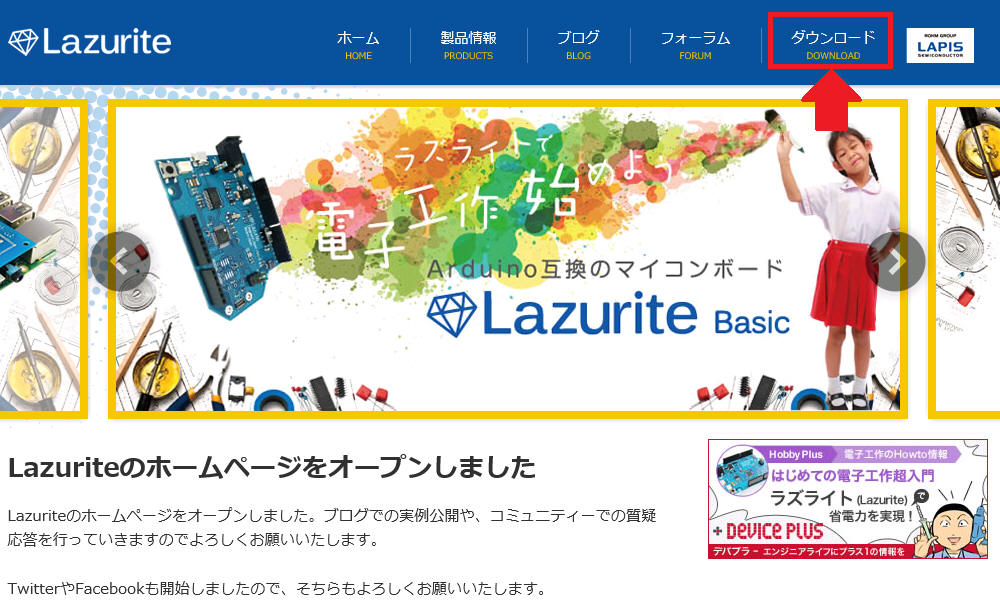 Lazurite
ホーム
HOME
製品情報
PRODUCTS
ブログ
BLOG
フォーラム
FORUM
ダウンロード
DOWNLOAD
ROHM GROUP
LAPIS
SEMICONDUCTOR
ラズライトで
電子工作始めよう
Arduino互換のマイコンボード
Lazurite Basic
Lazuriteのホームページをオープンしました
Lazuriteのホームページをオープンしました。ブログでの実例公開や、コミュニティーでの質疑
応答を行っていきますのでよろしくお願いいたします。
TwitterやFacebookも開始しましたので、そちらもよろしくお願いいたします。
Hobby Plus 電子工作のHowto情報
はじめての電子工作超入門
ラズライト (Lazurite) で
省電力を実現!
+ DEVICE PLUS
デバプラ - エンジニアライフにプラス1の情報を